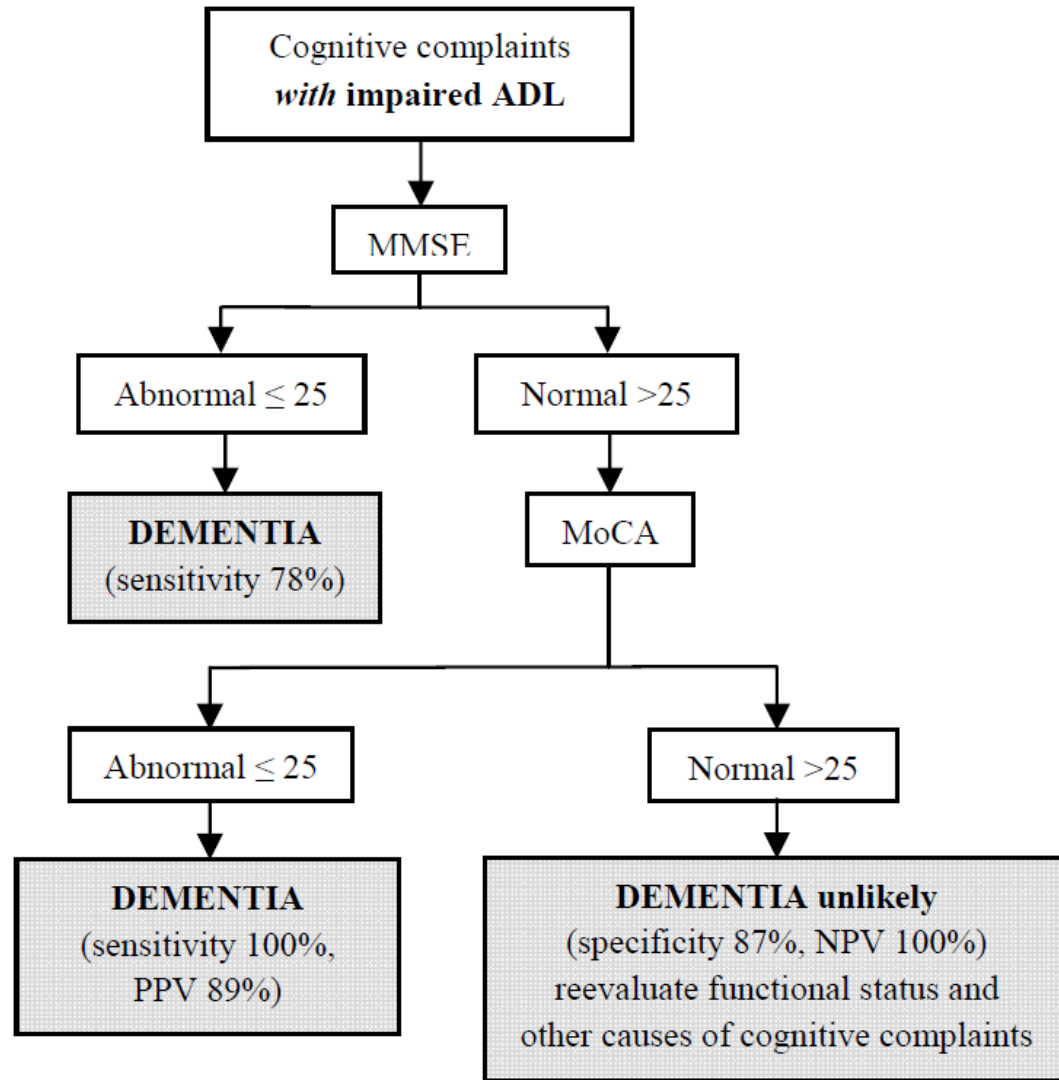 Cognitive complaints
with impaired ADL
MMSE
Abnormal ≤ 25
Normal >25
DEMENTIA
(sensitivity 78%)
MoCA
Abnormal ≤ 25
Normal >25
DEMENTIA
(sensitivity 100%,
PPV 89%)
DEMENTIA unlikely
(specificity 87%, NPV 100%)
reevaluate functional status and
other causes of cognitive complaints